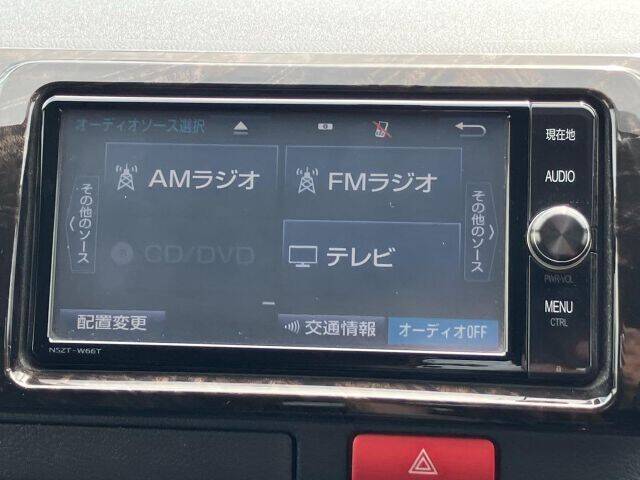 オーディオソース選択
現在地
AMラジオ
FMラジオ
AUDIO
その他のソース
その他のソース
CD/DVD
テレビ
PWR•VOL
MENU
CTRL
配置変更
交通情報
オーディオOFF
NSZT-W66T